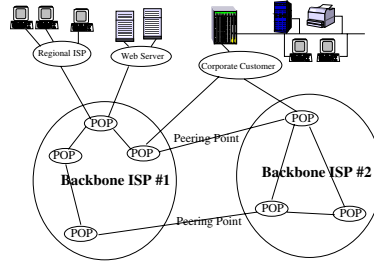 Regional ISP
Web Server
Corporate Customer
POP
POP
Peering Point
POP
POP
Backbone ISP #1
Backbone ISP #2
POP
Peering Point
POP
POP